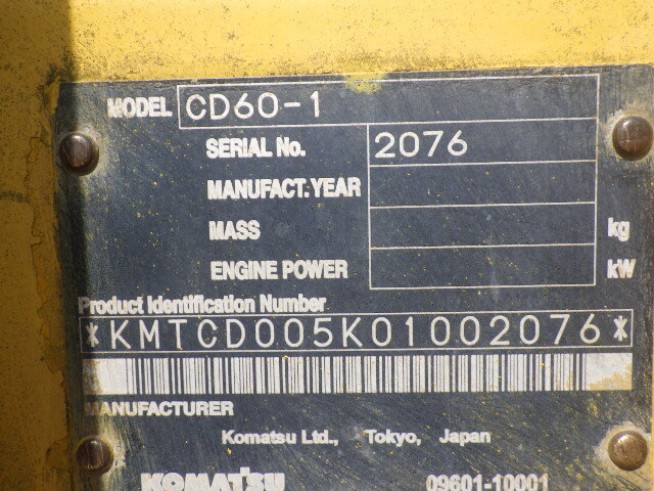 MODEL CD60-1
SERIAL No. 2076
MANUFACT.YEAR
MASS kg
ENGINE POWER kW
Product Identification Number
*KMTCD005K01002076*
MANUFACTURER
Komatsu Ltd., Tokyo, Japan
KOMATSU 09601-10001